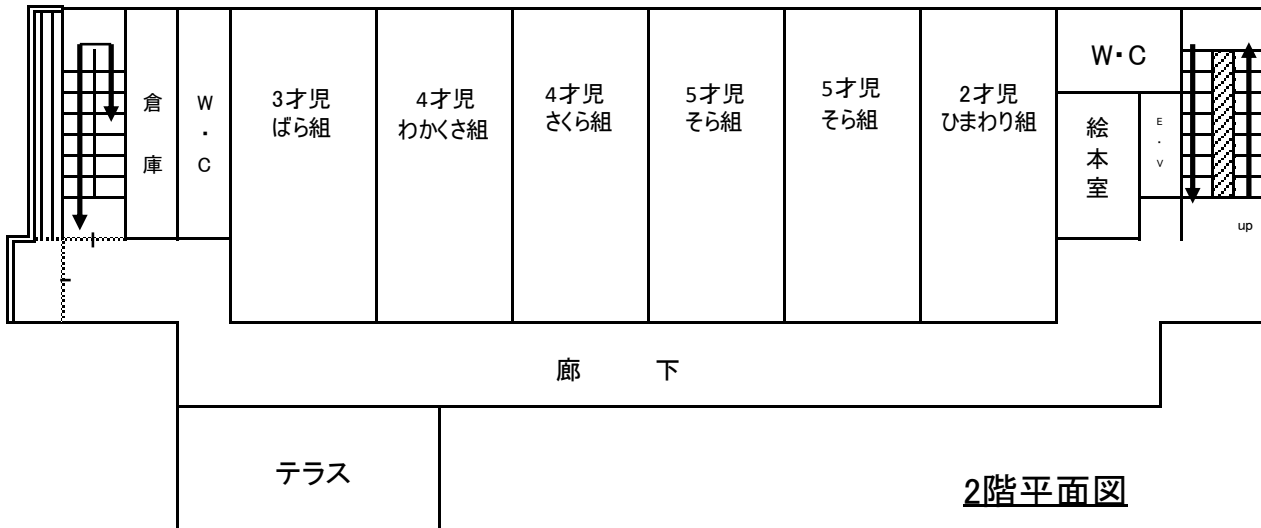 倉庫
W・C
3才児
ばら組
4才児
わかくさ組
4才児
さくら組
5才児
そら組
5才児
そら組
2才児
ひまわり組
W・C
絵本室
E・V
up
廊 下
テラス
2階平面図